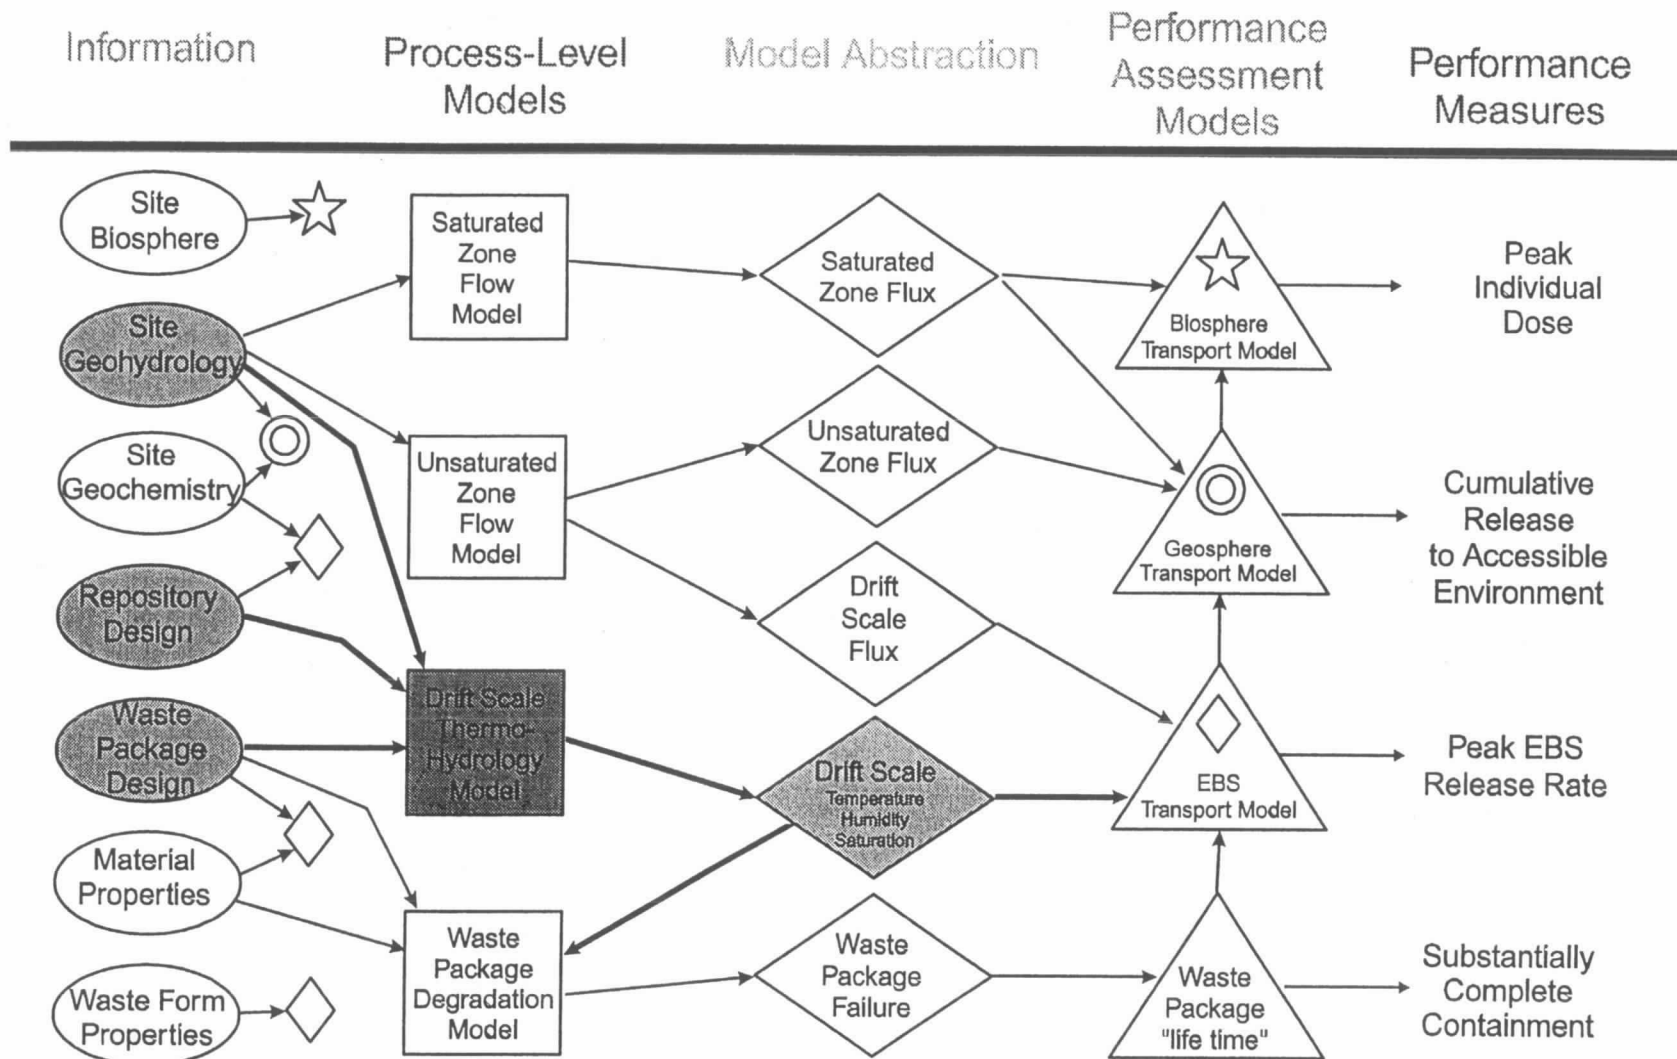 Information
Process-Level
Models
Model Abstraction
Performance
Assessment
Models
Performance
Measures
Site
Biosphere
Site
Geohydrology
Site
Geochemistry
Repository
Design
Waste
Package
Design
Material
Properties
Waste Form
Properties
Saturated
Zone
Flow
Model
Unsaturated
Zone
Flow
Model
Drift Scale
Thermo-
Hydrology
Model
Waste
Package
Degradation
Model
Saturated
Zone Flux
Unsaturated
Zone Flux
Drift
Scale
Flux
Drift Scale
Temperature
Humidity
Saturation
Waste
Package
Failure
Biosphere
Transport Model
Geosphere
Transport Model
EBS
Transport Model
Waste
Package
"life time"
Peak
Individual
Dose
Cumulative
Release
to Accessible
Environment
Peak EBS
Release Rate
Substantially
Complete
Containment